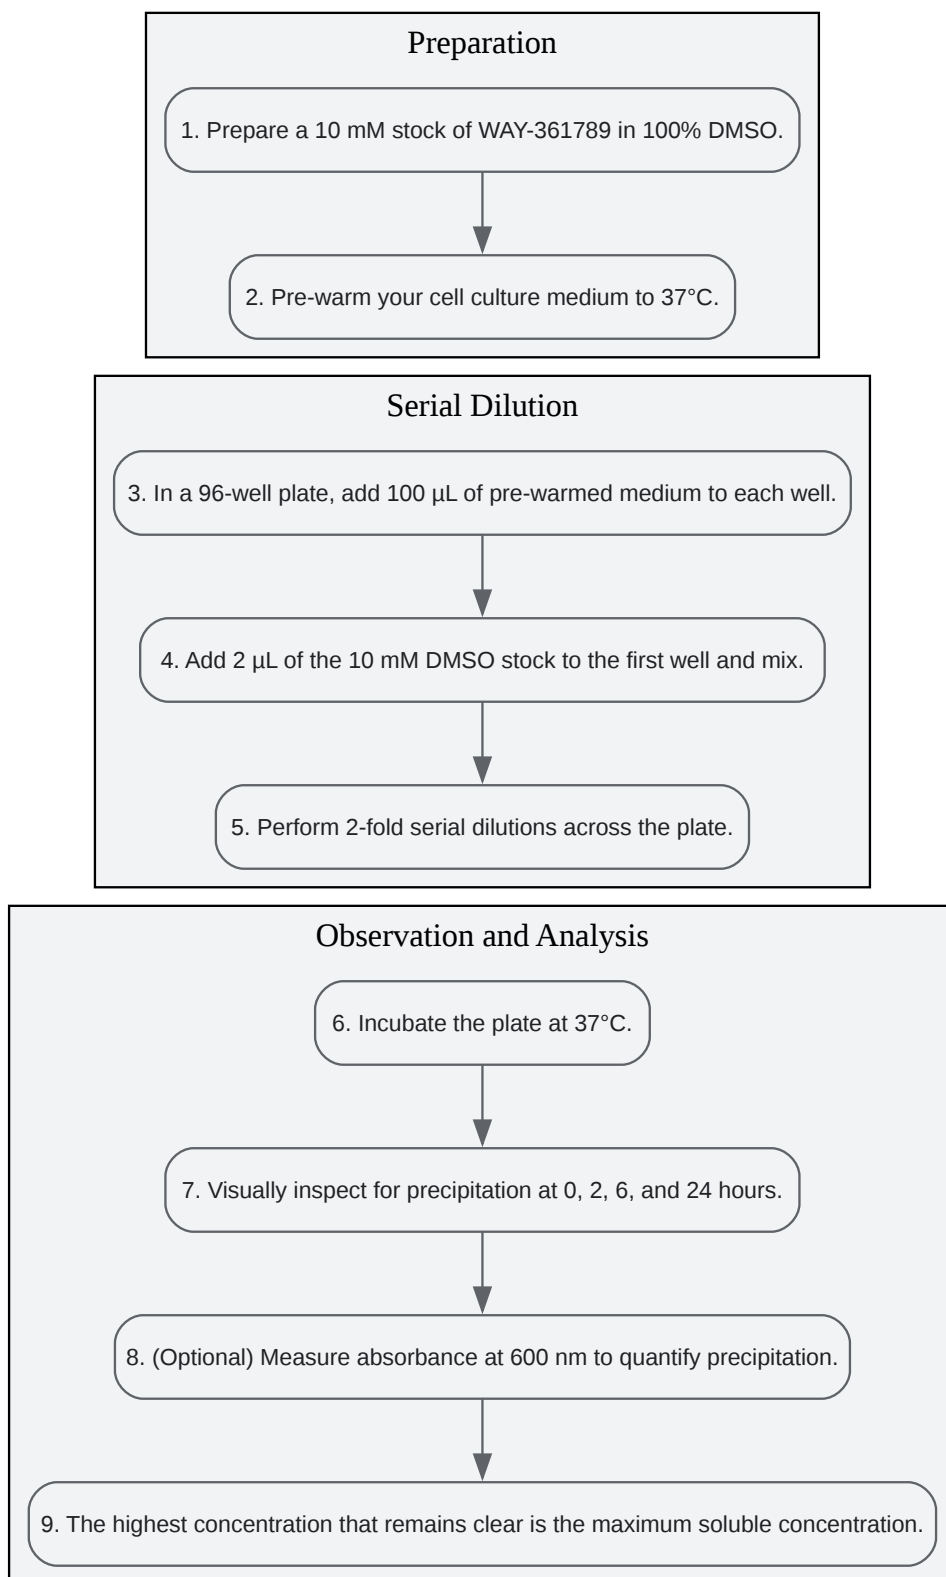 Preparation
1. Prepare a 10 mM stock of WAY-361789 in 100% DMSO.
2. Pre-warm your cell culture medium to 37°C.
Serial Dilution
3. In a 96-well plate, add 100 µL of pre-warmed medium to each well.
4. Add 2 µL of the 10 mM DMSO stock to the first well and mix.
5. Perform 2-fold serial dilutions across the plate.
Observation and Analysis
6. Incubate the plate at 37°C.
7. Visually inspect for precipitation at 0, 2, 6, and 24 hours.
8. (Optional) Measure absorbance at 600 nm to quantify precipitation.
9. The highest concentration that remains clear is the maximum soluble concentration.